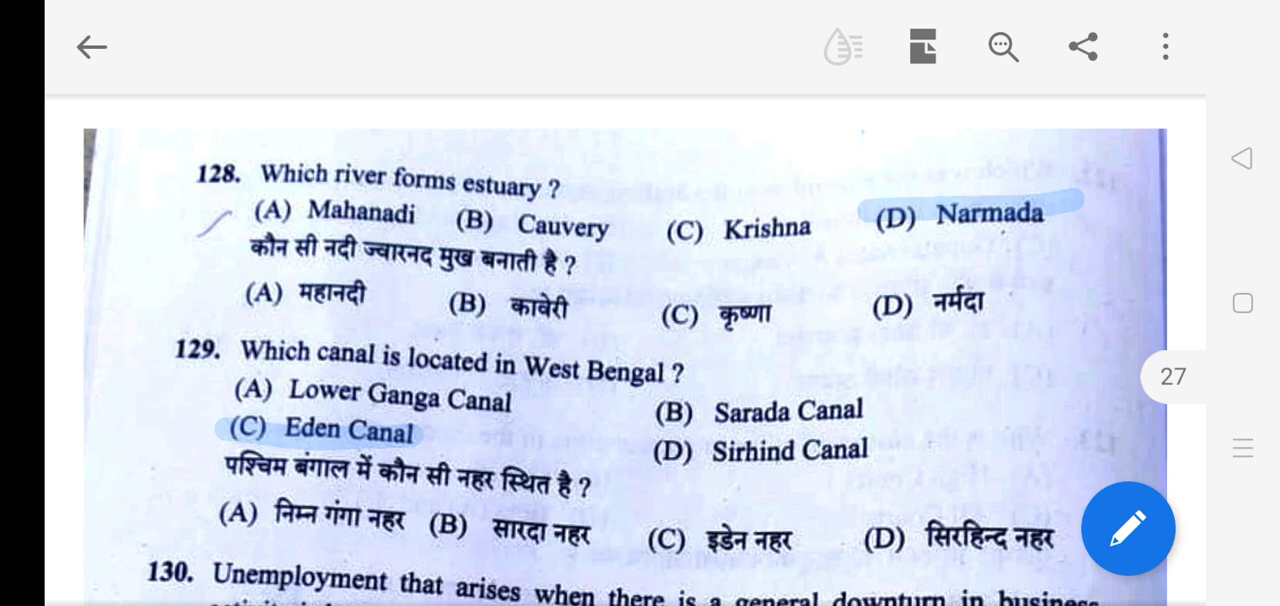 128. Which river forms estuary ?
(A) Mahanadi (B) Cauvery (C) Krishna (D) Narmada
कौन सी नदी ज्वारनद मुख बनाती है ?
(A) महानदी (B) कावेरी (C) कृष्णा (D) नर्मदा
129. Which canal is located in West Bengal ?
(A) Lower Ganga Canal (B) Sarada Canal
(C) Eden Canal (D) Sirhind Canal
पश्चिम बंगाल में कौन सी नहर स्थित है ?
(A) निम्न गंगा नहर (B) सारदा नहर (C) इडेन नहर (D) सिरहिन्द नहर
27
130. Unemployment that arises when there is a general downturn in business